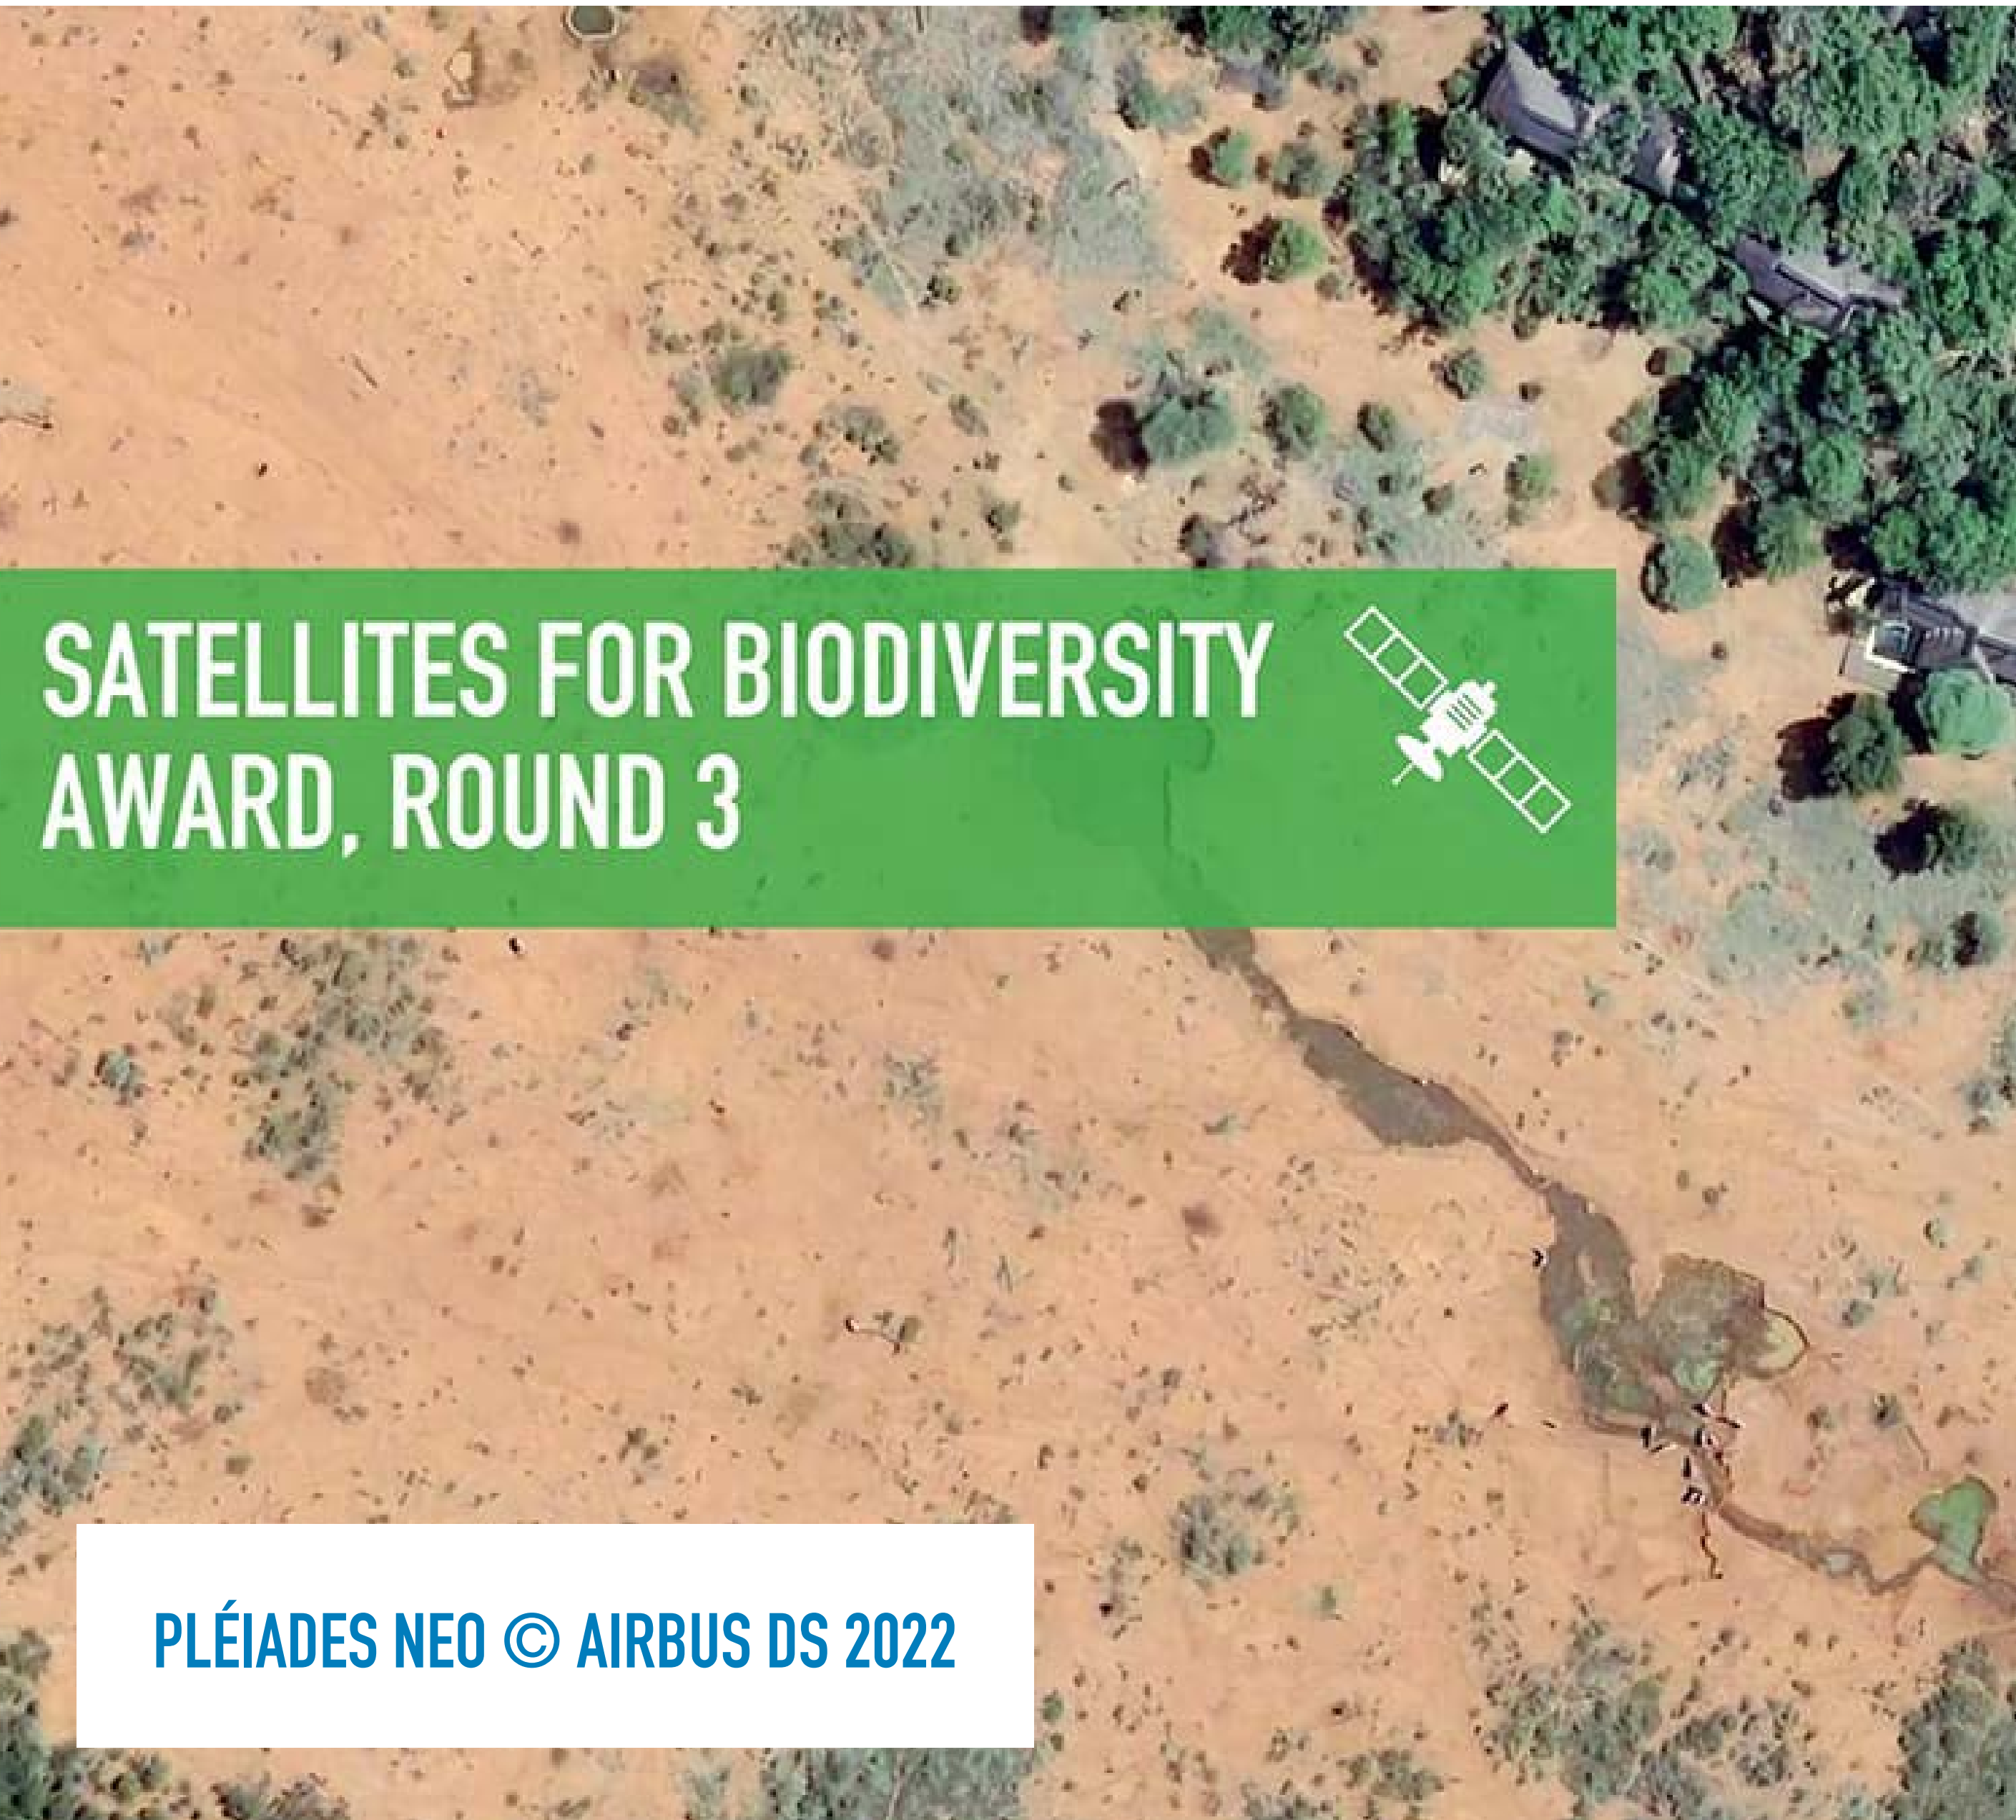 SATELLITES FOR BIODIVERSITY
AWARD, ROUND 3
PLÉIADES NEO © AIRBUS DS 2022